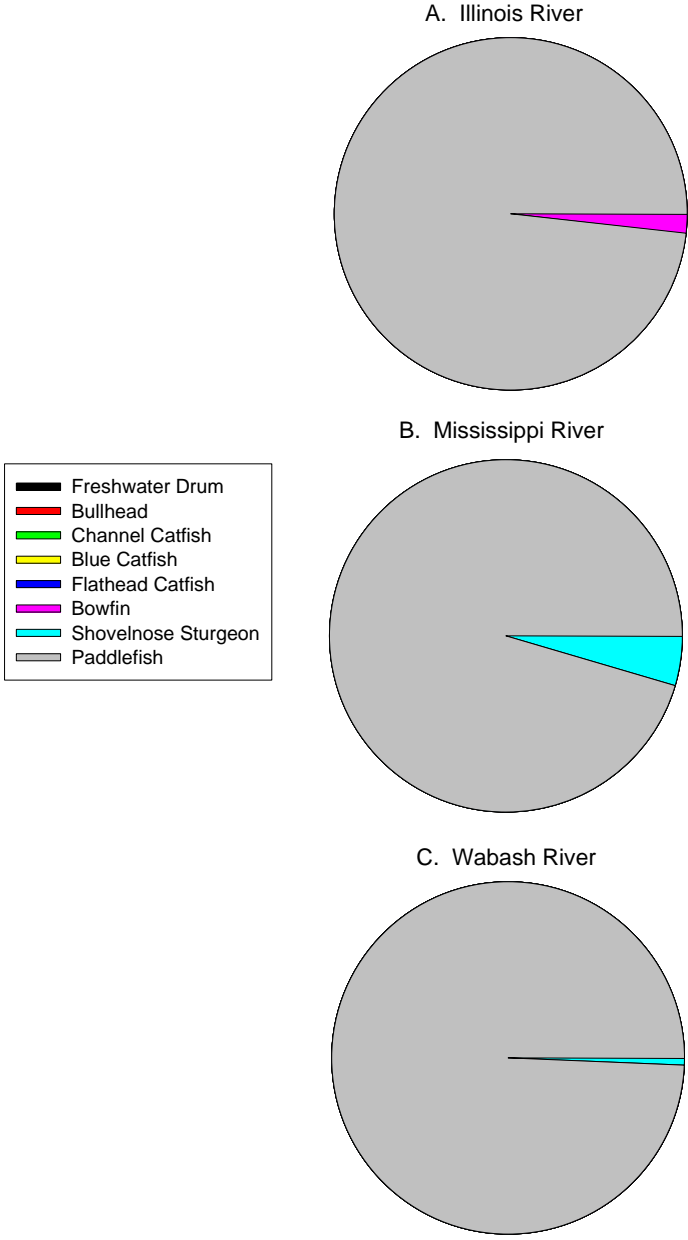 A. Illinois River
B. Mississippi River
Freshwater Drum
Bullhead
Channel Catfish
Blue Catfish
Flathead Catfish
Bowfin
Shovelnose Sturgeon
Paddlefish
C. Wabash River